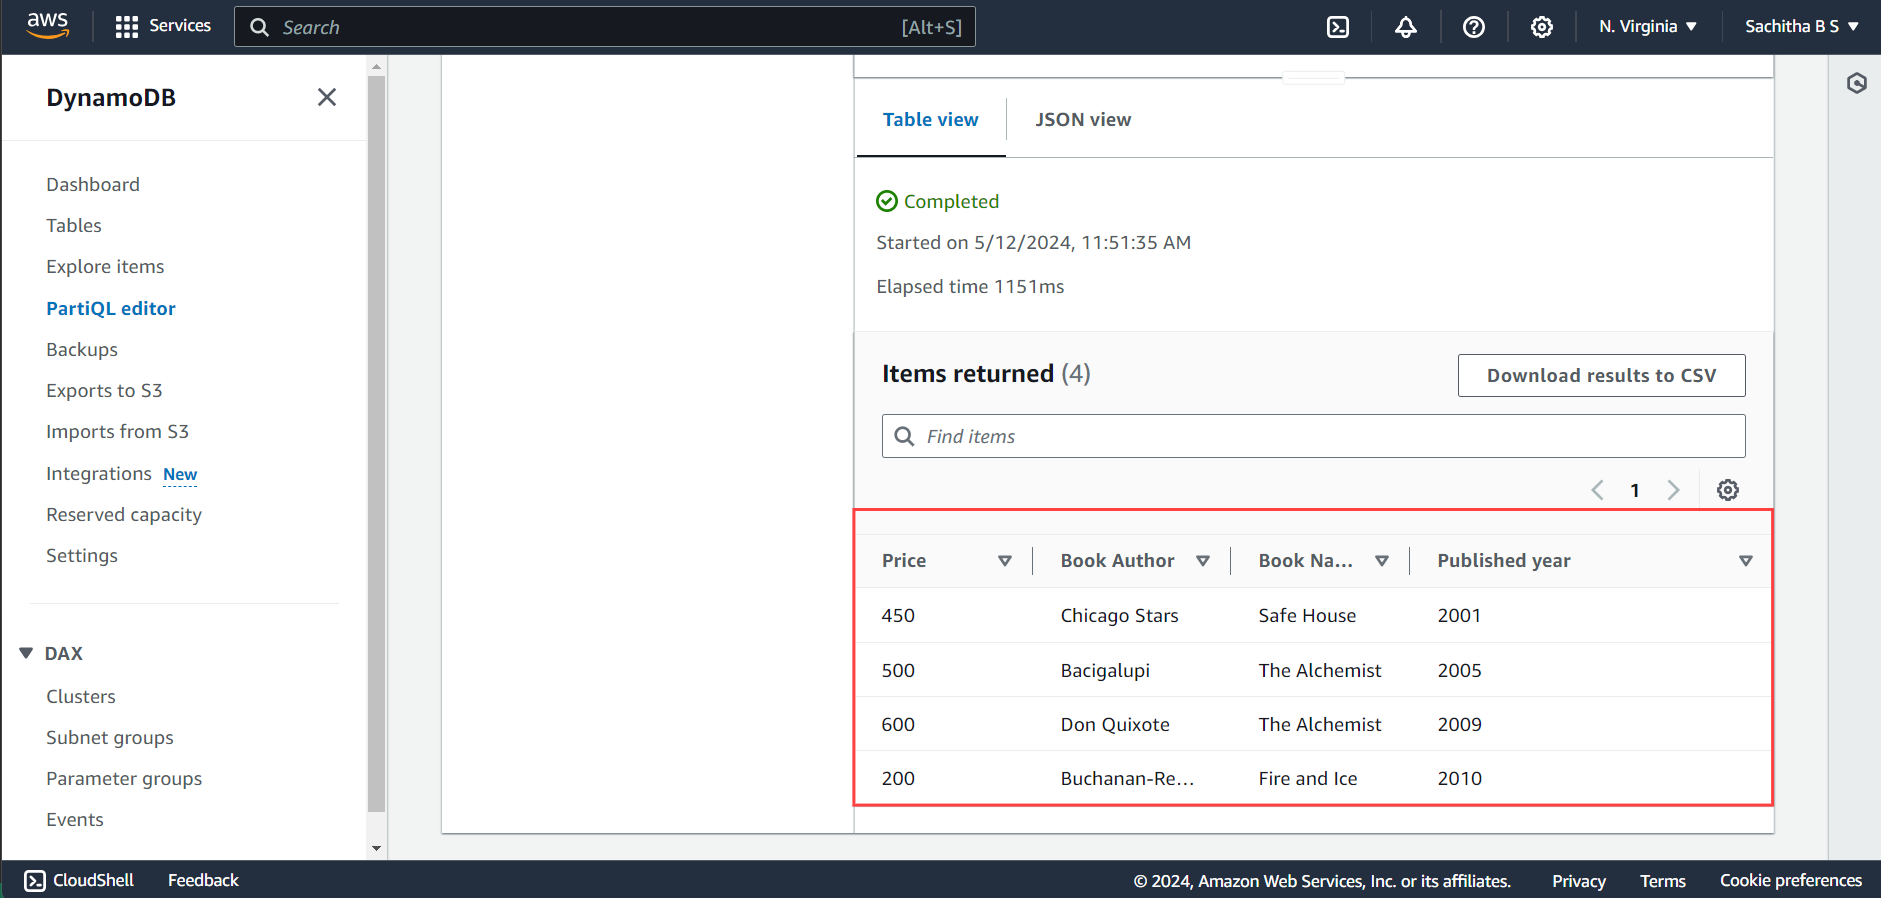 aws Services Search [Alt+S] N. Virginia Sachitha B S
DynamoDB
Dashboard
Tables
Explore items
PartiQL editor
Backups
Exports to S3
Imports from S3
Integrations New
Reserved capacity
Settings
DAX
Clusters
Subnet groups
Parameter groups
Events
Table view JSON view
Completed
Started on 5/12/2024, 11:51:35 AM
Elapsed time 1151ms
Items returned (4) Download results to CSV
Find items
1
Price Book Author Book Na... Published year
450 Chicago Stars Safe House 2001
500 Bacigalupi The Alchemist 2005
600 Don Quixote The Alchemist 2009
200 Buchanan-Re... Fire and Ice 2010
CloudShell Feedback © 2024, Amazon Web Services, Inc. or its affiliates. Privacy Terms Cookie preferences